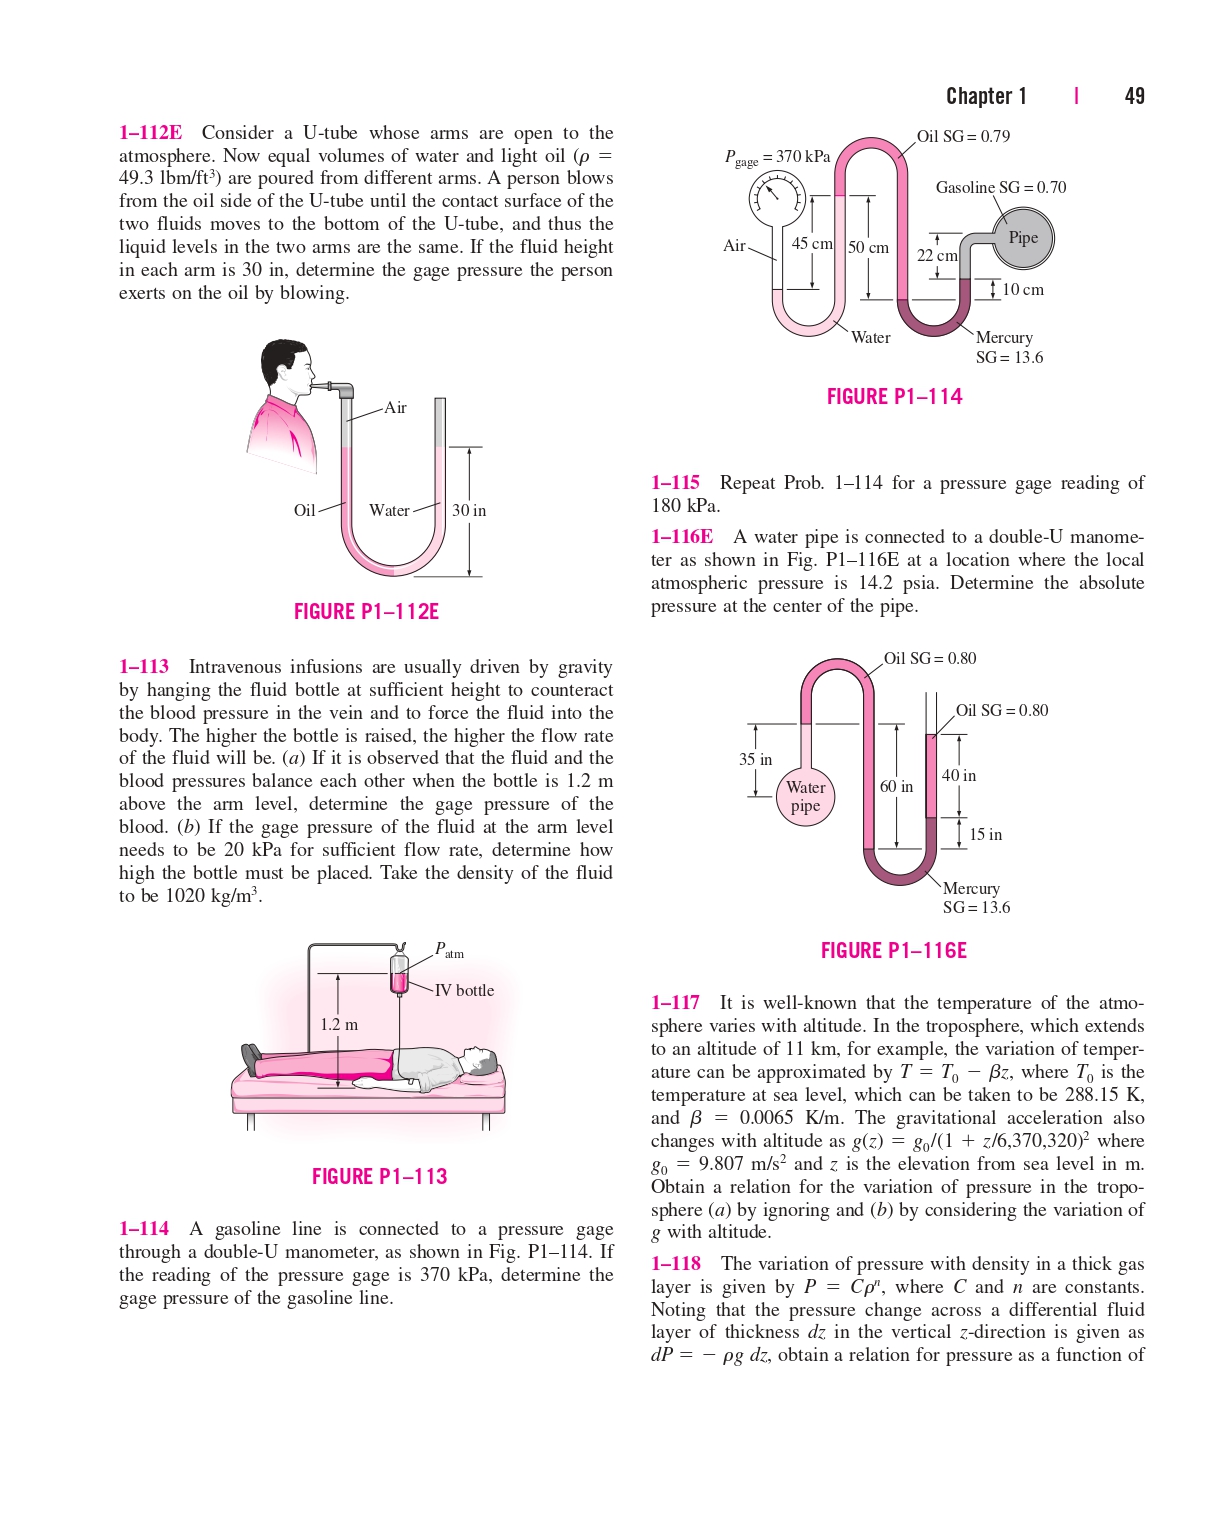 Chapter 1 | 49
1–112E Consider a U-tube whose arms are open to the
atmosphere. Now equal volumes of water and light oil (ρ =
49.3 lbm/ft³) are poured from different arms. A person blows
from the oil side of the U-tube until the contact surface of the
two fluids moves to the bottom of the U-tube, and thus the
liquid levels in the two arms are the same. If the fluid height
in each arm is 30 in, determine the gage pressure the person
exerts on the oil by blowing.
Air
Oil
Water
30 in
FIGURE P1–112E
1–113 Intravenous infusions are usually driven by gravity
by hanging the fluid bottle at sufficient height to counteract
the blood pressure in the vein and to force the fluid into the
body. The higher the bottle is raised, the higher the flow rate
of the fluid will be. (a) If it is observed that the fluid and the
blood pressures balance each other when the bottle is 1.2 m
above the arm level, determine the gage pressure of the
blood. (b) If the gage pressure of the fluid at the arm level
needs to be 20 kPa for sufficient flow rate, determine how
high the bottle must be placed. Take the density of the fluid
to be 1020 kg/m³.
Patm
IV bottle
1.2 m
FIGURE P1–113
1–114 A gasoline line is connected to a pressure gage
through a double-U manometer, as shown in Fig. P1–114. If
the reading of the pressure gage is 370 kPa, determine the
gage pressure of the gasoline line.
Oil SG = 0.79
Pgage = 370 kPa
Gasoline SG = 0.70
Pipe
Air
45 cm
50 cm
22 cm
10 cm
Water
Mercury
SG = 13.6
FIGURE P1–114
1–115 Repeat Prob. 1–114 for a pressure gage reading of
180 kPa.
1–116E A water pipe is connected to a double-U manome-
ter as shown in Fig. P1–116E at a location where the local
atmospheric pressure is 14.2 psia. Determine the absolute
pressure at the center of the pipe.
Oil SG = 0.80
Oil SG = 0.80
35 in
40 in
60 in
Water
pipe
15 in
Mercury
SG = 13.6
FIGURE P1–116E
1–117 It is well-known that the temperature of the atmo-
sphere varies with altitude. In the troposphere, which extends
to an altitude of 11 km, for example, the variation of temper-
ature can be approximated by T = T₀ − βz, where T₀ is the
temperature at sea level, which can be taken to be 288.15 K,
and β = 0.0065 K/m. The gravitational acceleration also
changes with altitude as g(z) = g₀/(1 + z/6,370,320)² where
g₀ = 9.807 m/s² and z is the elevation from sea level in m.
Obtain a relation for the variation of pressure in the tropo-
sphere (a) by ignoring and (b) by considering the variation of
g with altitude.
1–118 The variation of pressure with density in a thick gas
layer is given by P = Cρⁿ, where C and n are constants.
Noting that the pressure change across a differential fluid
layer of thickness dz in the vertical z-direction is given as
dP = − ρg dz, obtain a relation for pressure as a function of